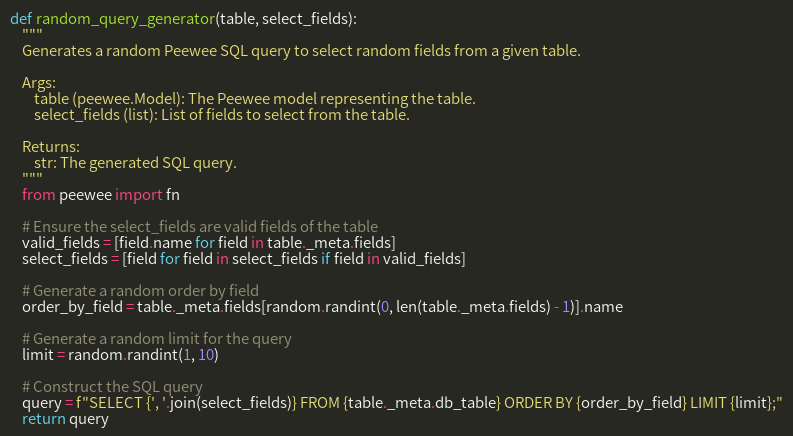 def random_query_generator(table, select_fields):
    """
    Generates a random Peewee SQL query to select random fields from a given table.

    Args:
        table (peewee.Model): The Peewee model representing the table.
        select_fields (list): List of fields to select from the table.

    Returns:
        str: The generated SQL query.
    """
    from peewee import fn

    # Ensure the select_fields are valid fields of the table
    valid_fields = [field.name for field in table._meta.fields]
    select_fields = [field for field in select_fields if field in valid_fields]

    # Generate a random order by field
    order_by_field = table._meta.fields[random.randint(0, len(table._meta.fields) - 1)].name

    # Generate a random limit for the query
    limit = random.randint(1, 10)

    # Construct the SQL query
    query = f"SELECT {', '.join(select_fields)} FROM {table._meta.db_table} ORDER BY {order_by_field} LIMIT {limit};"
    return query